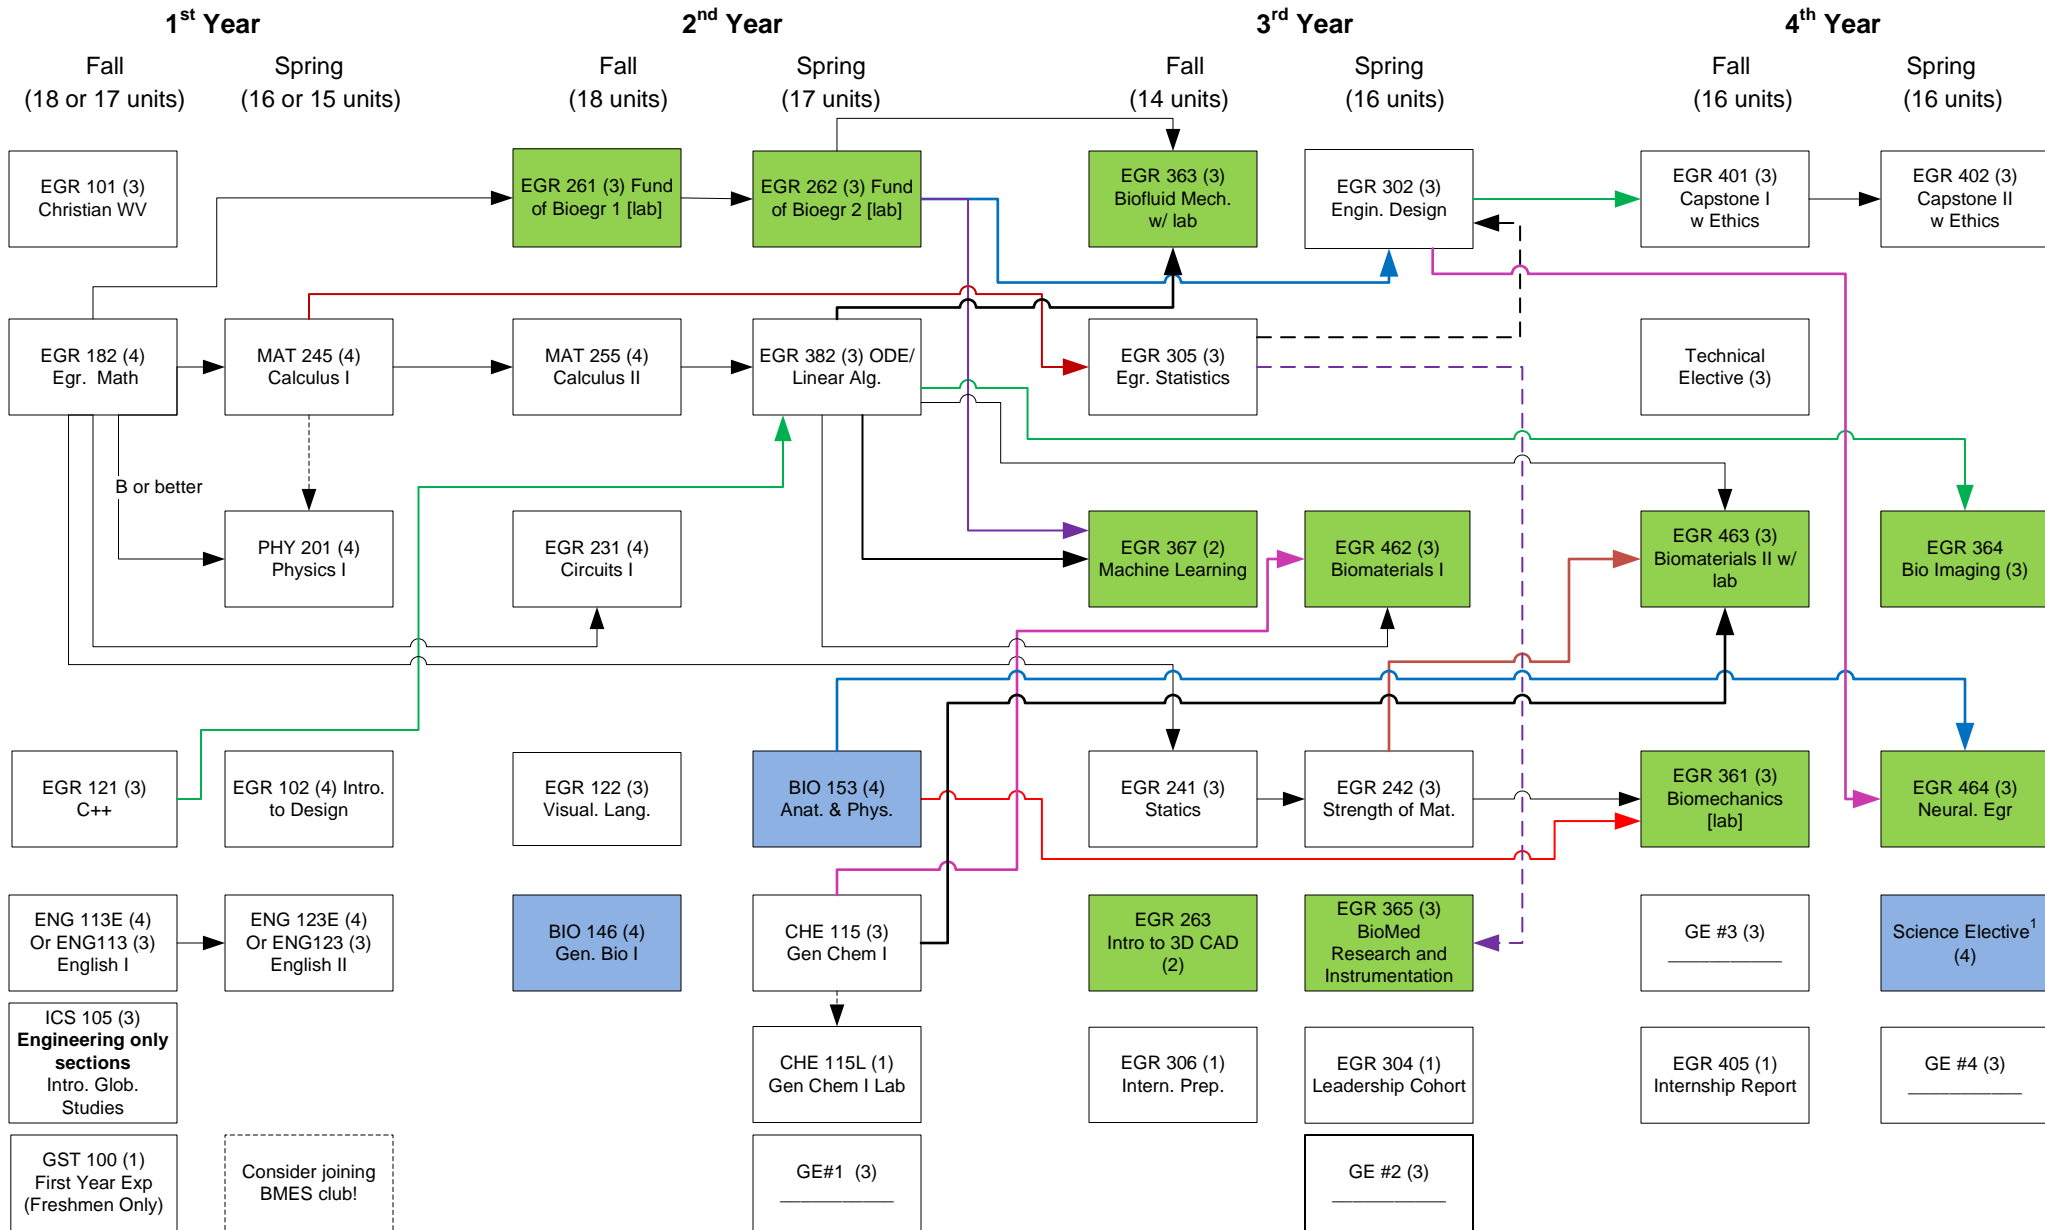 1st Year
2nd Year
3rd Year
4th Year
Fall
(18 or 17 units)
Spring
(16 or 15 units)
Fall
(18 units)
Spring
(17 units)
Fall
(14 units)
Spring
(16 units)
Fall
(16 units)
Spring
(16 units)
EGR 101 (3)
Christian WV
EGR 261 (3) Fund
of Bioegr 1 [lab]
EGR 262 (3) Fund
of Bioegr 2 [lab]
EGR 363 (3)
Biofluid Mech.
w/ lab
EGR 302 (3)
Engin. Design
EGR 401 (3)
Capstone I
w Ethics
EGR 402 (3)
Capstone II
w Ethics
EGR 182 (4)
Egr. Math
MAT 245 (4)
Calculus I
MAT 255 (4)
Calculus II
EGR 382 (3) ODE/
Linear Alg.
EGR 305 (3)
Egr. Statistics
Technical
Elective (3)
B or better
PHY 201 (4)
Physics I
EGR 231 (4)
Circuits I
EGR 367 (2)
Machine Learning
EGR 462 (3)
Biomaterials I
EGR 463 (3)
Biomaterials II w/
lab
EGR 364
Bio Imaging (3)
EGR 121 (3)
C++
EGR 102 (4) Intro.
to Design
EGR 122 (3)
Visual. Lang.
BIO 153 (4)
Anat. & Phys.
EGR 241 (3)
Statics
EGR 242 (3)
Strength of Mat.
EGR 361 (3)
Biomechanics
[lab]
EGR 464 (3)
Neural. Egr
ENG 113E (4)
Or ENG113 (3)
English I
ENG 123E (4)
Or ENG123 (3)
English II
BIO 146 (4)
Gen. Bio I
CHE 115 (3)
Gen Chem I
EGR 263
Intro to 3D CAD
(2)
EGR 365 (3)
BioMed
Research and
Instrumentation
GE #3 (3)
___________
Science Elective1
(4)
ICS 105 (3)
Engineering only
sections
Intro. Glob.
Studies
CHE 115L (1)
Gen Chem I Lab
EGR 306 (1)
Intern. Prep.
EGR 304 (1)
Leadership Cohort
EGR 405 (1)
Internship Report
GE #4 (3)
___________
GST 100 (1)
First Year Exp
(Freshmen Only)
Consider joining
BMES club!
GE#1 (3)
___________
GE #2 (3)
___________